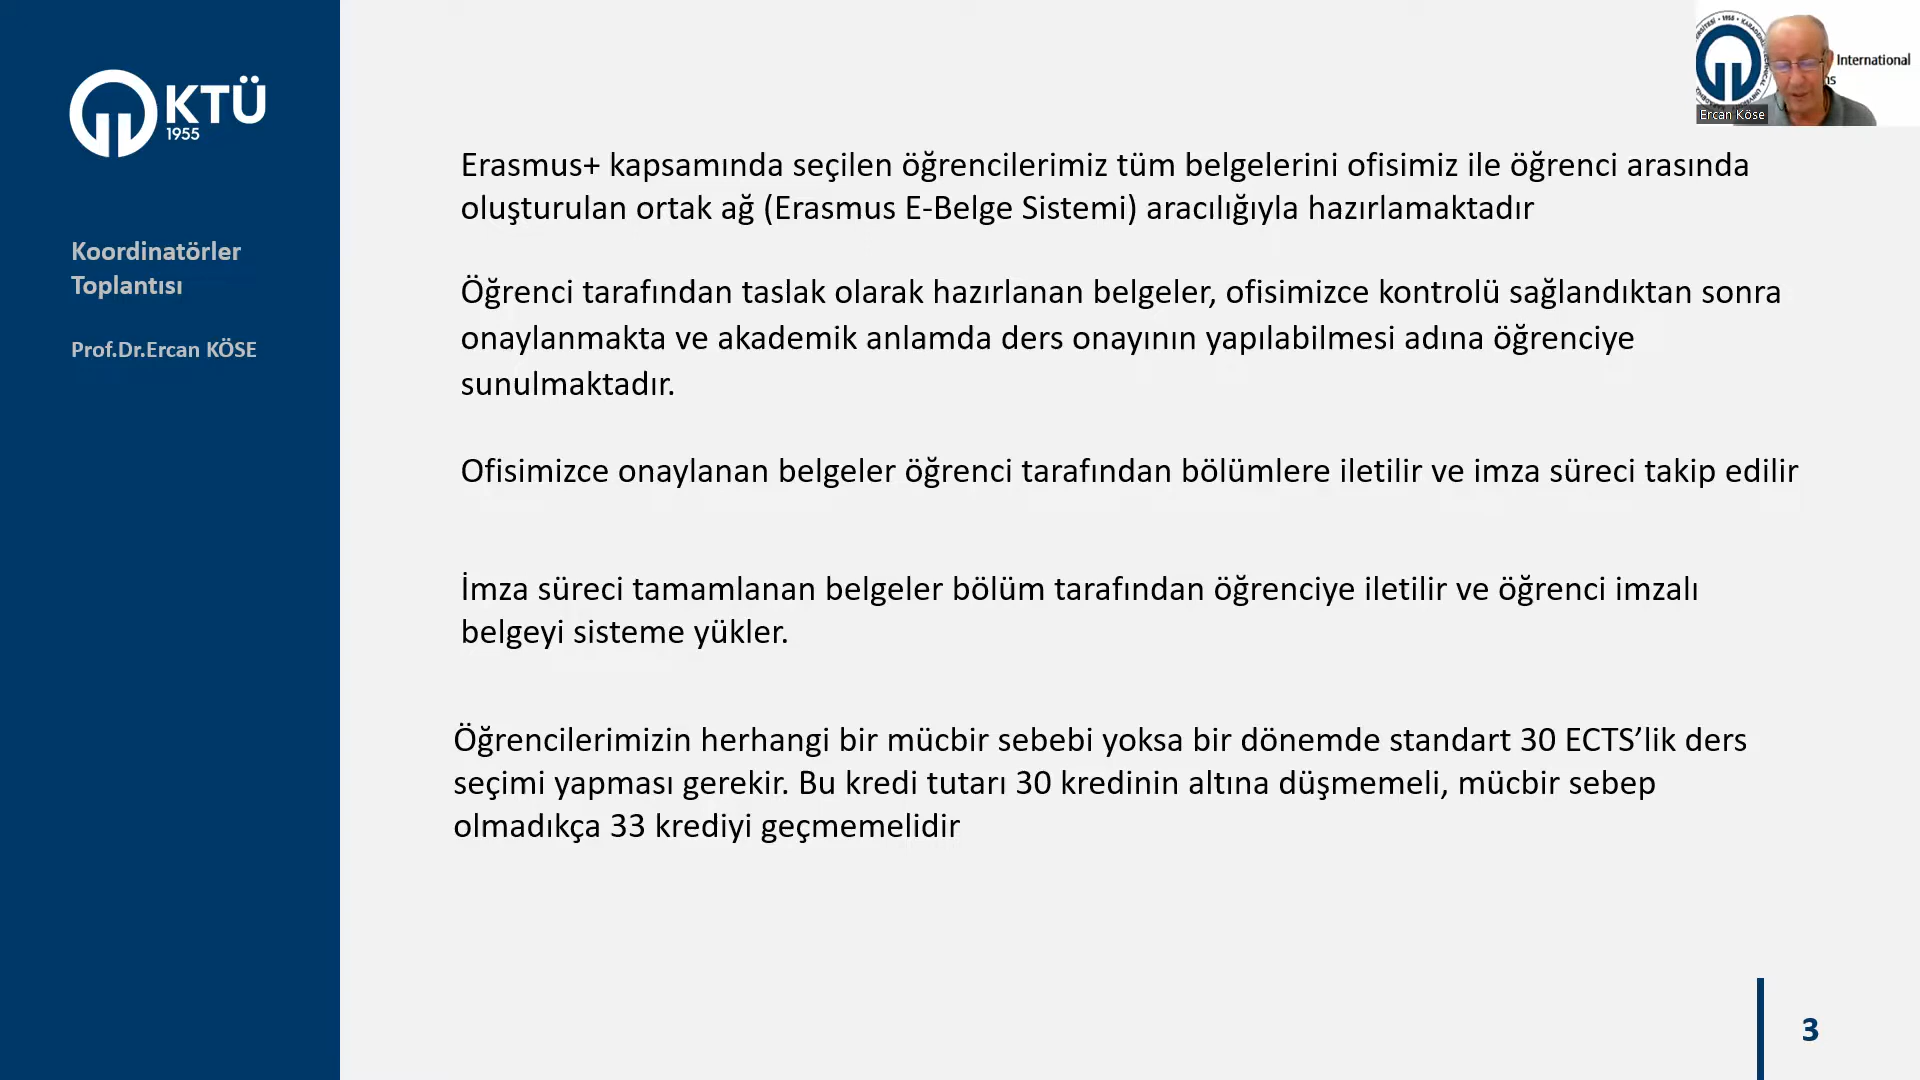 KTÜ
1955
Koordinatörler
Toplantısı
Prof.Dr.Ercan KÖSE
International
Ercan Köse
Erasmus+ kapsamında seçilen öğrencilerimiz tüm belgelerini ofisimiz ile öğrenci arasında
oluşturulan ortak ağ (Erasmus E-Belge Sistemi) aracılığıyla hazırlamaktadır
Öğrenci tarafından taslak olarak hazırlanan belgeler, ofisimizce kontrolü sağlandıktan sonra
onaylanmakta ve akademik anlamda ders onayının yapılabilmesi adına öğrenciye
sunulmaktadır.
Ofisimizce onaylanan belgeler öğrenci tarafından bölümlere iletilir ve imza süreci takip edilir
İmza süreci tamamlanan belgeler bölüm tarafından öğrenciye iletilir ve öğrenci imzalı
belgeyi sisteme yükler.
Öğrencilerimizin herhangi bir mücbir sebebi yoksa bir dönemde standart 30 ECTS’lik ders
seçimi yapması gerekir. Bu kredi tutarı 30 kredinin altına düşmemeli, mücbir sebep
olmadıkça 33 krediyi geçmemelidir
3